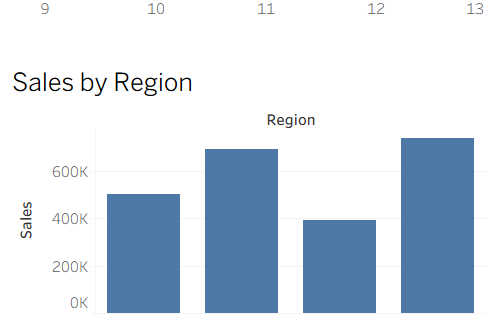 9 10 11 12 13
Sales by Region
Region
600K
400K
200K
0K
Sales